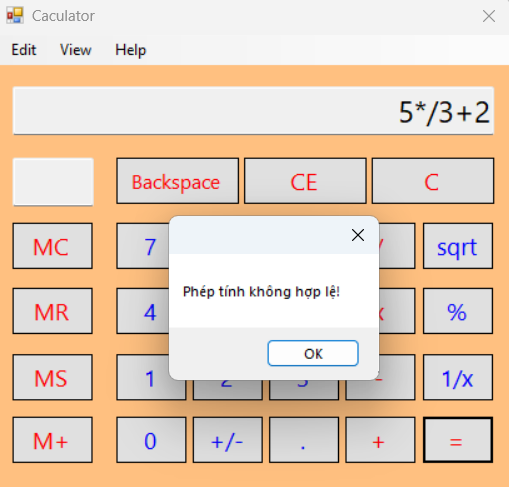 Caculator
Edit View Help
5*/3+2
Backspace CE C
MC 7 sqrt
Phép tính không hợp lệ!
MR 4 %
OK
MS 1 1/x
M+ 0 +/- . + =